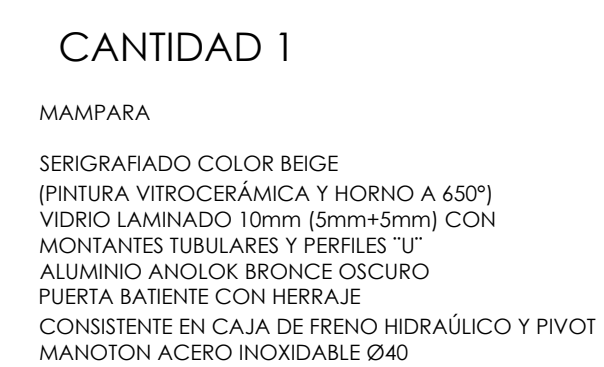 CANTIDAD 1
MAMPARA
SERIGRAFIADO COLOR BEIGE
(PINTURA VITROCERÁMICA Y HORNO A 650°)
VIDRIO LAMINADO 10mm (5mm+5mm) CON
MONTANTES TUBULARES Y PERFILES ¨U¨
ALUMINIO ANOLOK BRONCE OSCURO
PUERTA BATIENTE CON HERRAJE
CONSISTENTE EN CAJA DE FRENO HIDRAÚLICO Y PIVOT
MANOTON ACERO INOXIDABLE Ø40